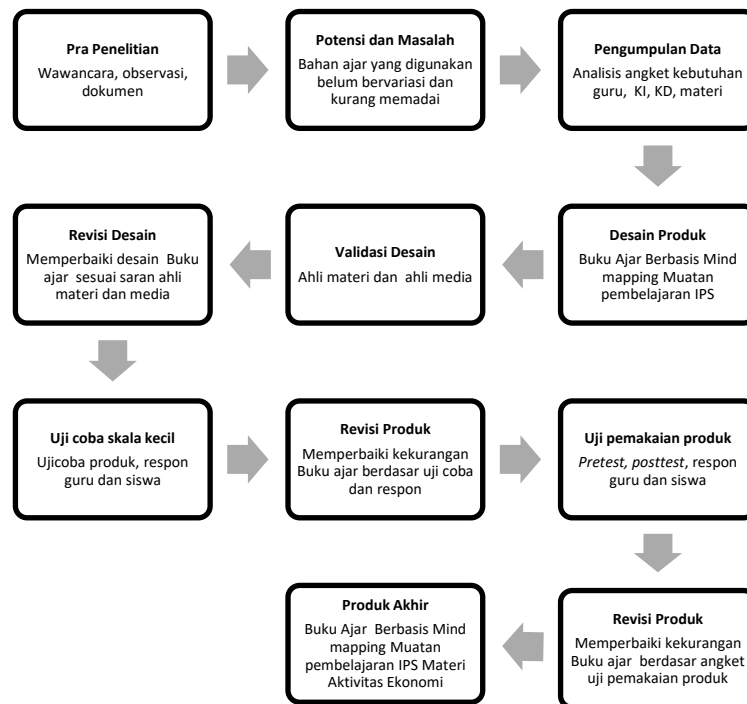 Pra Penelitian
Wawancara, observasi,
dokumen
Potensi dan Masalah
Bahan ajar yang digunakan
belum bervariasi dan
kurang memadai
Pengumpulan Data
Analisis angket kebutuhan
guru, KI, KD, materi
Desain Produk
Buku Ajar Berbasis Mind
mapping Muatan
pembelajaran IPS
Validasi Desain
Ahli materi dan ahli media
Revisi Desain
Memperbaiki desain Buku
ajar sesuai saran ahli
materi dan media
Uji coba skala kecil
Ujicoba produk, respon
guru dan siswa
Revisi Produk
Memperbaiki kekurangan
Buku ajar berdasar uji coba
dan respon
Uji pemakaian produk
Pretest, posttest, respon
guru dan siswa
Revisi Produk
Memperbaiki kekurangan
Buku ajar berdasar angket
uji pemakaian produk
Produk Akhir
Buku Ajar Berbasis Mind
mapping Muatan
pembelajaran IPS Materi
Aktivitas Ekonomi